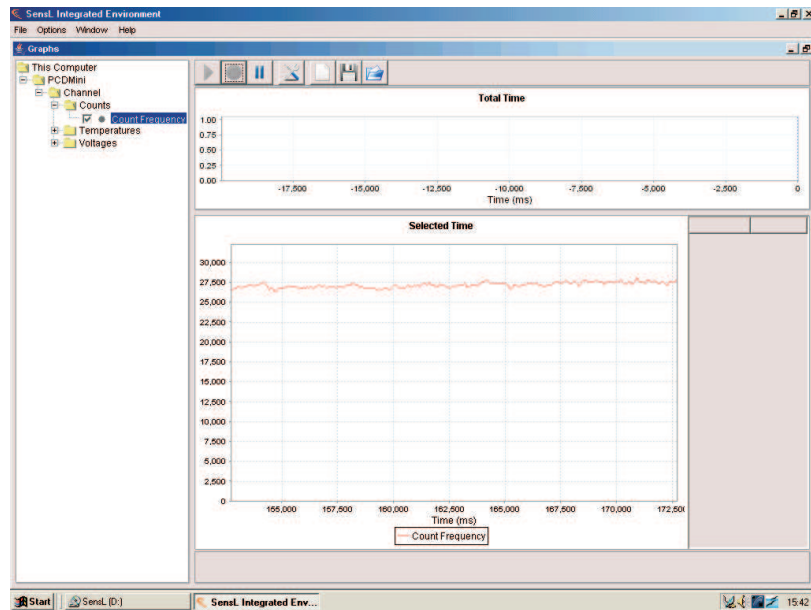 SensL Integrated Environment
File Options Window Help
Graphs
This Computer
PCDMini
Channel
Counts
Count Frequency
Temperatures
Voltages
Total Time
1.00
0.75
0.50
0.25
0.00
-17,500 -15,000 -12,500 -10,000 -7,500 -5,000 -2,500 0
Time (ms)
Selected Time
30,000
27,500
25,000
22,500
20,000
17,500
15,000
12,500
10,000
7,500
5,000
2,500
0
155,000 157,500 160,000 162,500 165,000 167,500 170,000 172,500
Time (ms)
Count Frequency
Start SensL (D:) SensL Integrated Env... 15:42